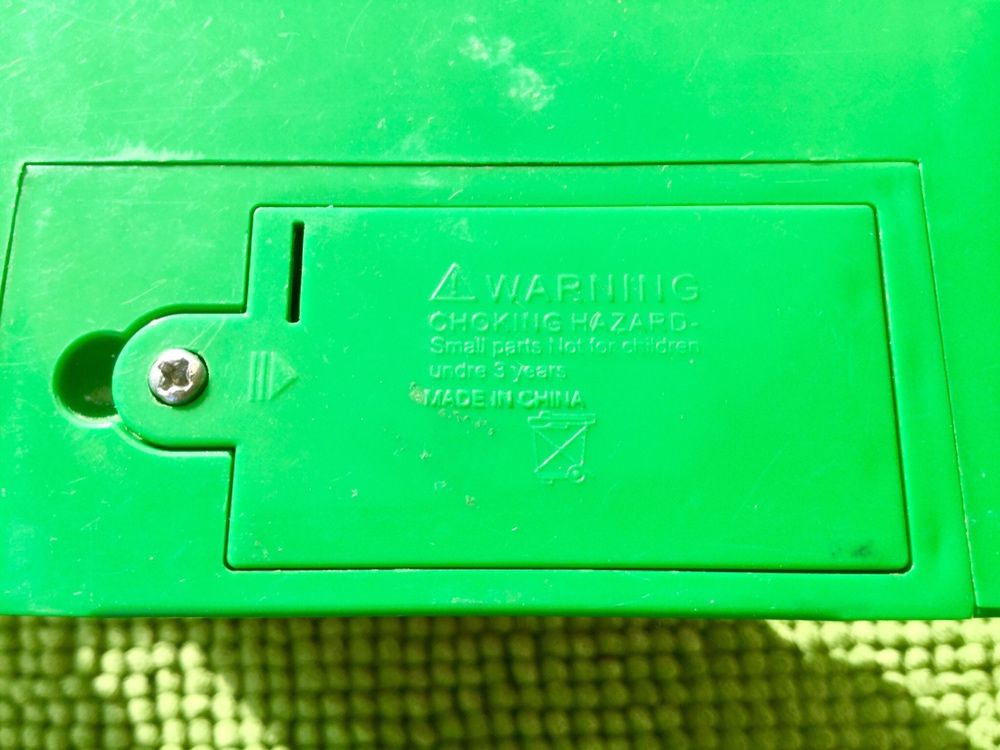 WARNING
CHOKING HAZARD-
Small parts Not for children
undre 3 years
MADE IN CHINA